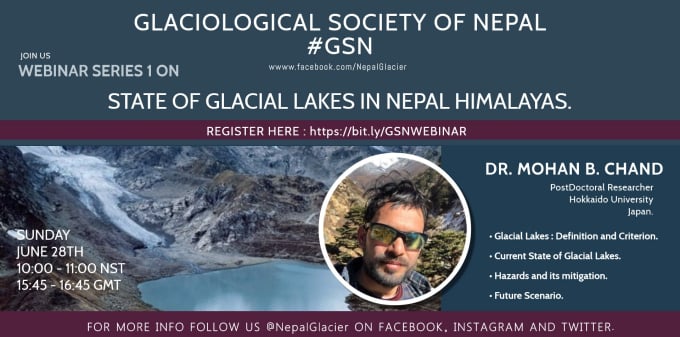 GLACIOLOGICAL SOCIETY OF NEPAL
#GSN
JOIN US
WEBINAR SERIES 1 ON
wwww.facebook.com/NepalGlacier
STATE OF GLACIAL LAKES IN NEPAL HIMALAYAS.
REGISTER HERE : https://bit.ly/GSNWEBINAR
DR. MOHAN B. CHAND
PostDoctoral Researcher
Hokkaido University
Japan.
SUNDAY
JUNE 28TH
10:00 - 11:00 NST
15:45 - 16:45 GMT
• Glacial Lakes : Definition and Criterion.
• Current State of Glacial Lakes.
• Hazards and its mitigation.
• Future Scenario.
FOR MORE INFO FOLLOW US @NepalGlacier ON FACEBOOK, INSTAGRAM AND TWITTER.